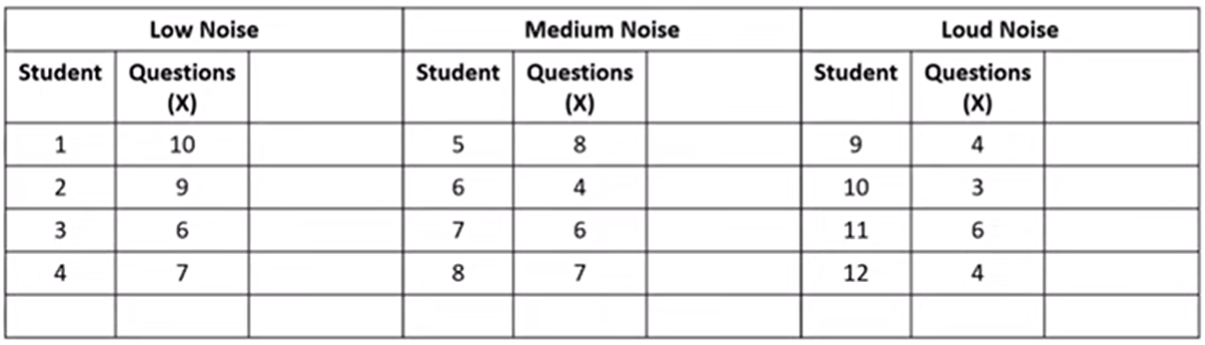 Low Noise Medium Noise Loud Noise
Student Questions (X) Student Questions (X) Student Questions (X)
1 10 5 8 9 4
2 9 6 4 10 3
3 6 7 6 11 6
4 7 8 7 12 4